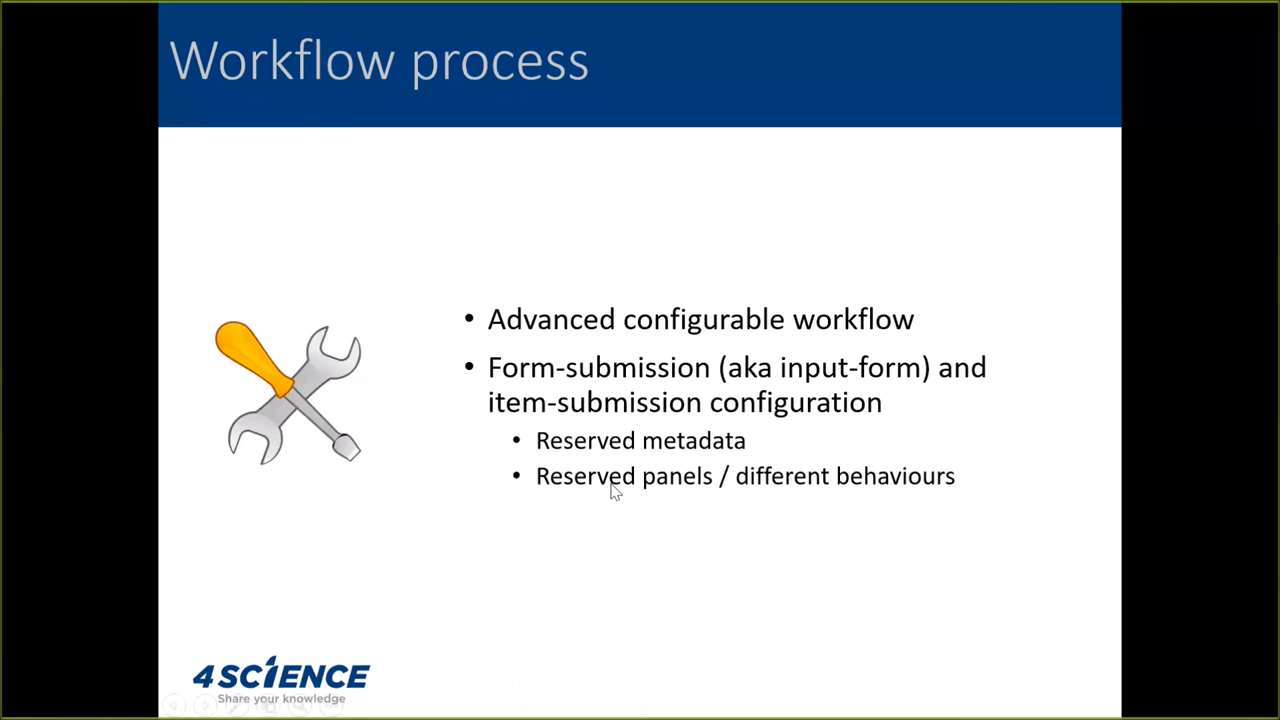 Workflow process
• Advanced configurable workflow
• Form-submission (aka input-form) and
item-submission configuration
• Reserved metadata
• Reserved panels / different behaviours
4SCIENCE
Share your knowledge